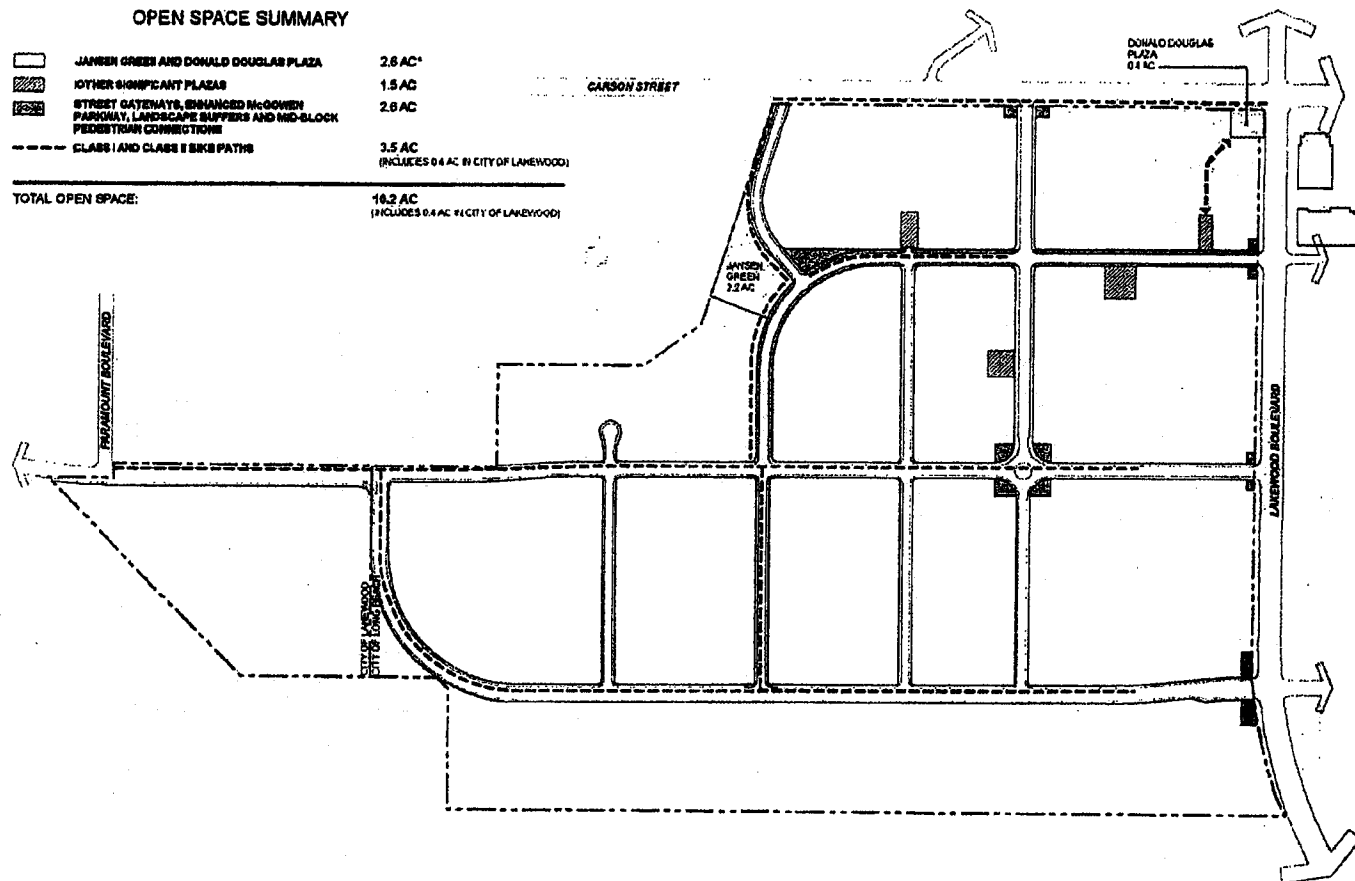 OPEN SPACE SUMMARY
JANSEN GREEN AND DONALD DOUGLAS PLAZA 2.6 AC*
OTHER SIGNIFICANT PLAZAS 1.5 AC
STREET GATEWAYS, ENHANCED McGOWEN 2.6 AC
PARKWAY, LANDSCAPE BUFFERS AND MID-BLOCK
PEDESTRIAN CONNECTIONS
CLASS I AND CLASS II BIKE PATHS 3.5 AC
(INCLUDES 0.4 AC IN CITY OF LAKEWOOD)
TOTAL OPEN SPACE: 10.2 AC
(INCLUDES 0.4 AC IN CITY OF LAKEWOOD)
CARSON STREET
DONALD DOUGLAS
PLAZA
0.4 AC
JANSEN
GREEN
2.2 AC
PARAMOUNT BOULEVARD
LAKEWOOD BOULEVARD
CITY OF LAKEWOOD
CITY OF LONG BEACH